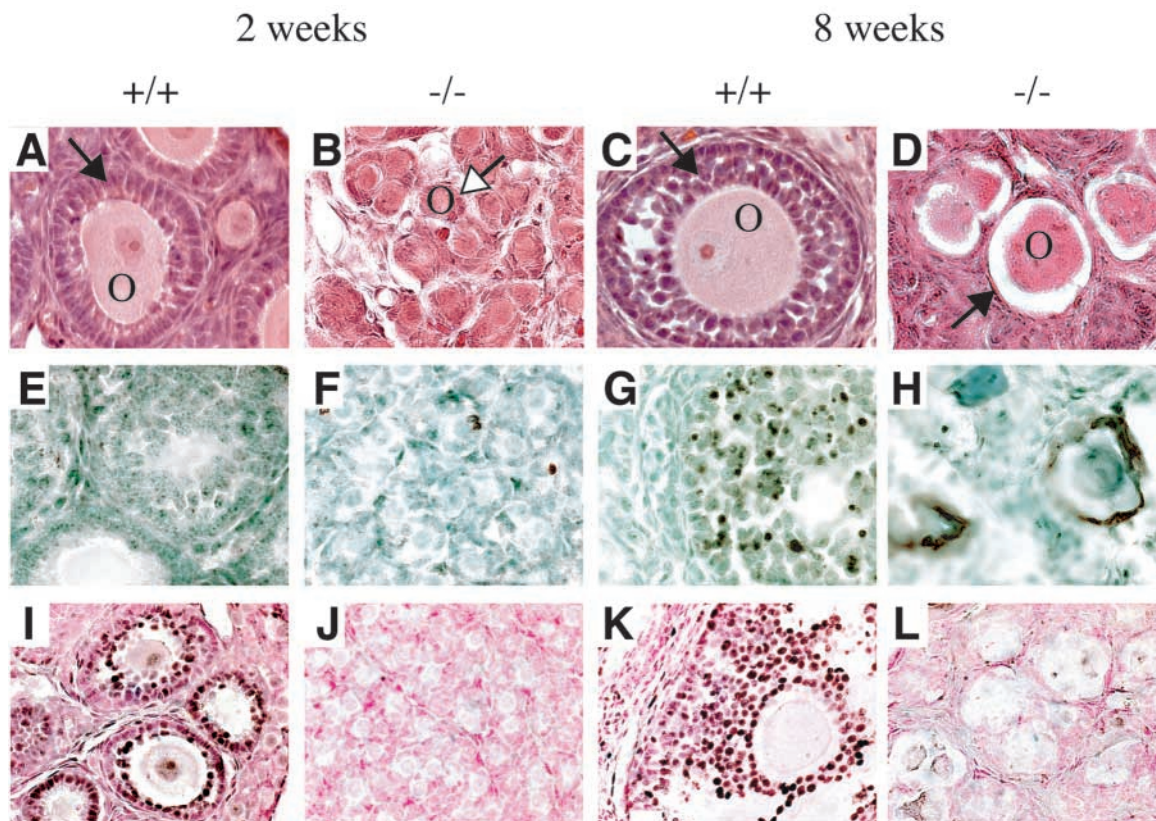 2 weeks 8 weeks
+/+ -/- +/+ -/-
A B C D
O O O O
E F G H
I J K L